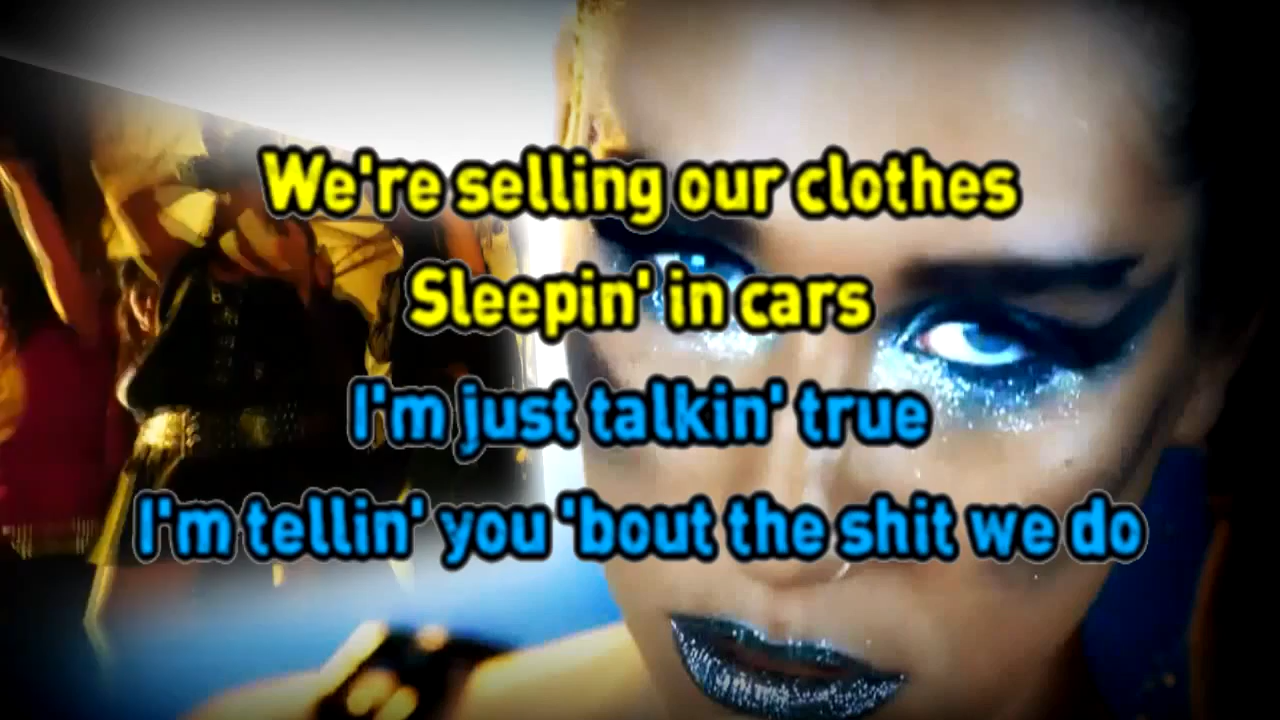 We're selling our clothes
Sleepin' in cars
I'm just talkin' true
I'm tellin' you 'bout the shit we do